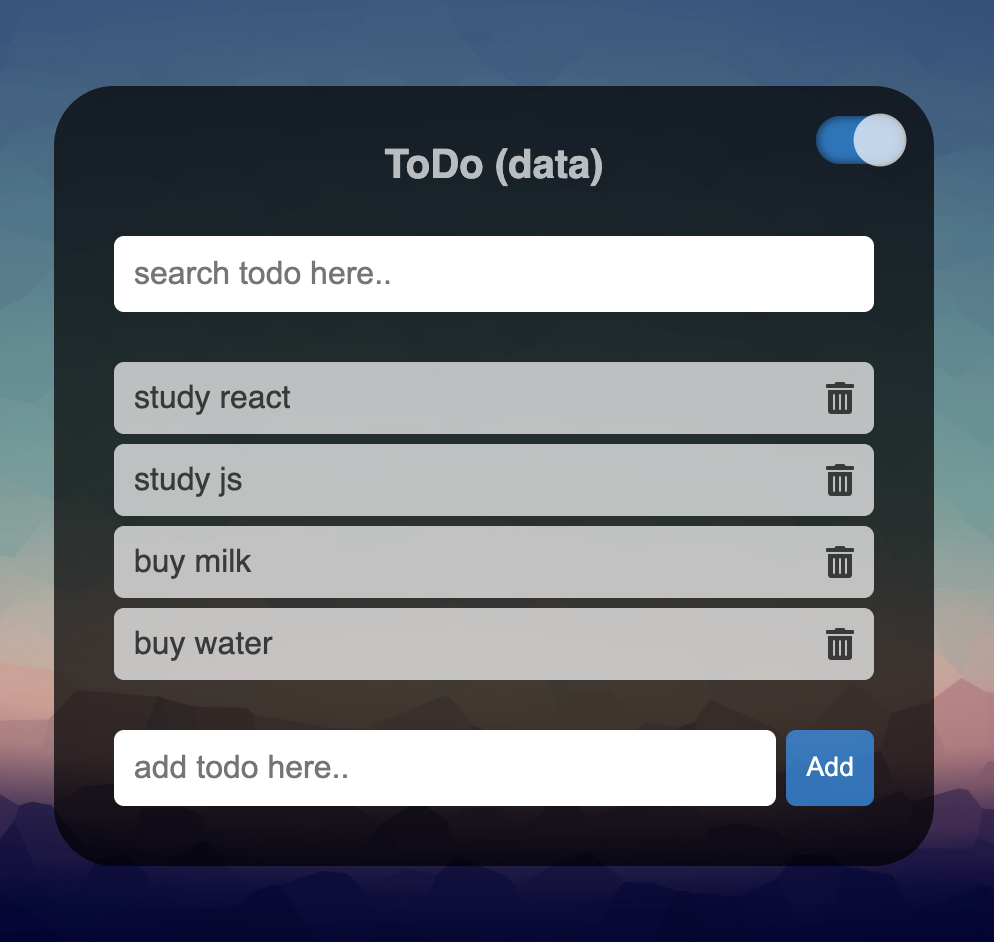 ToDo (data)
search todo here..
study react
study js
buy milk
buy water
add todo here..
Add